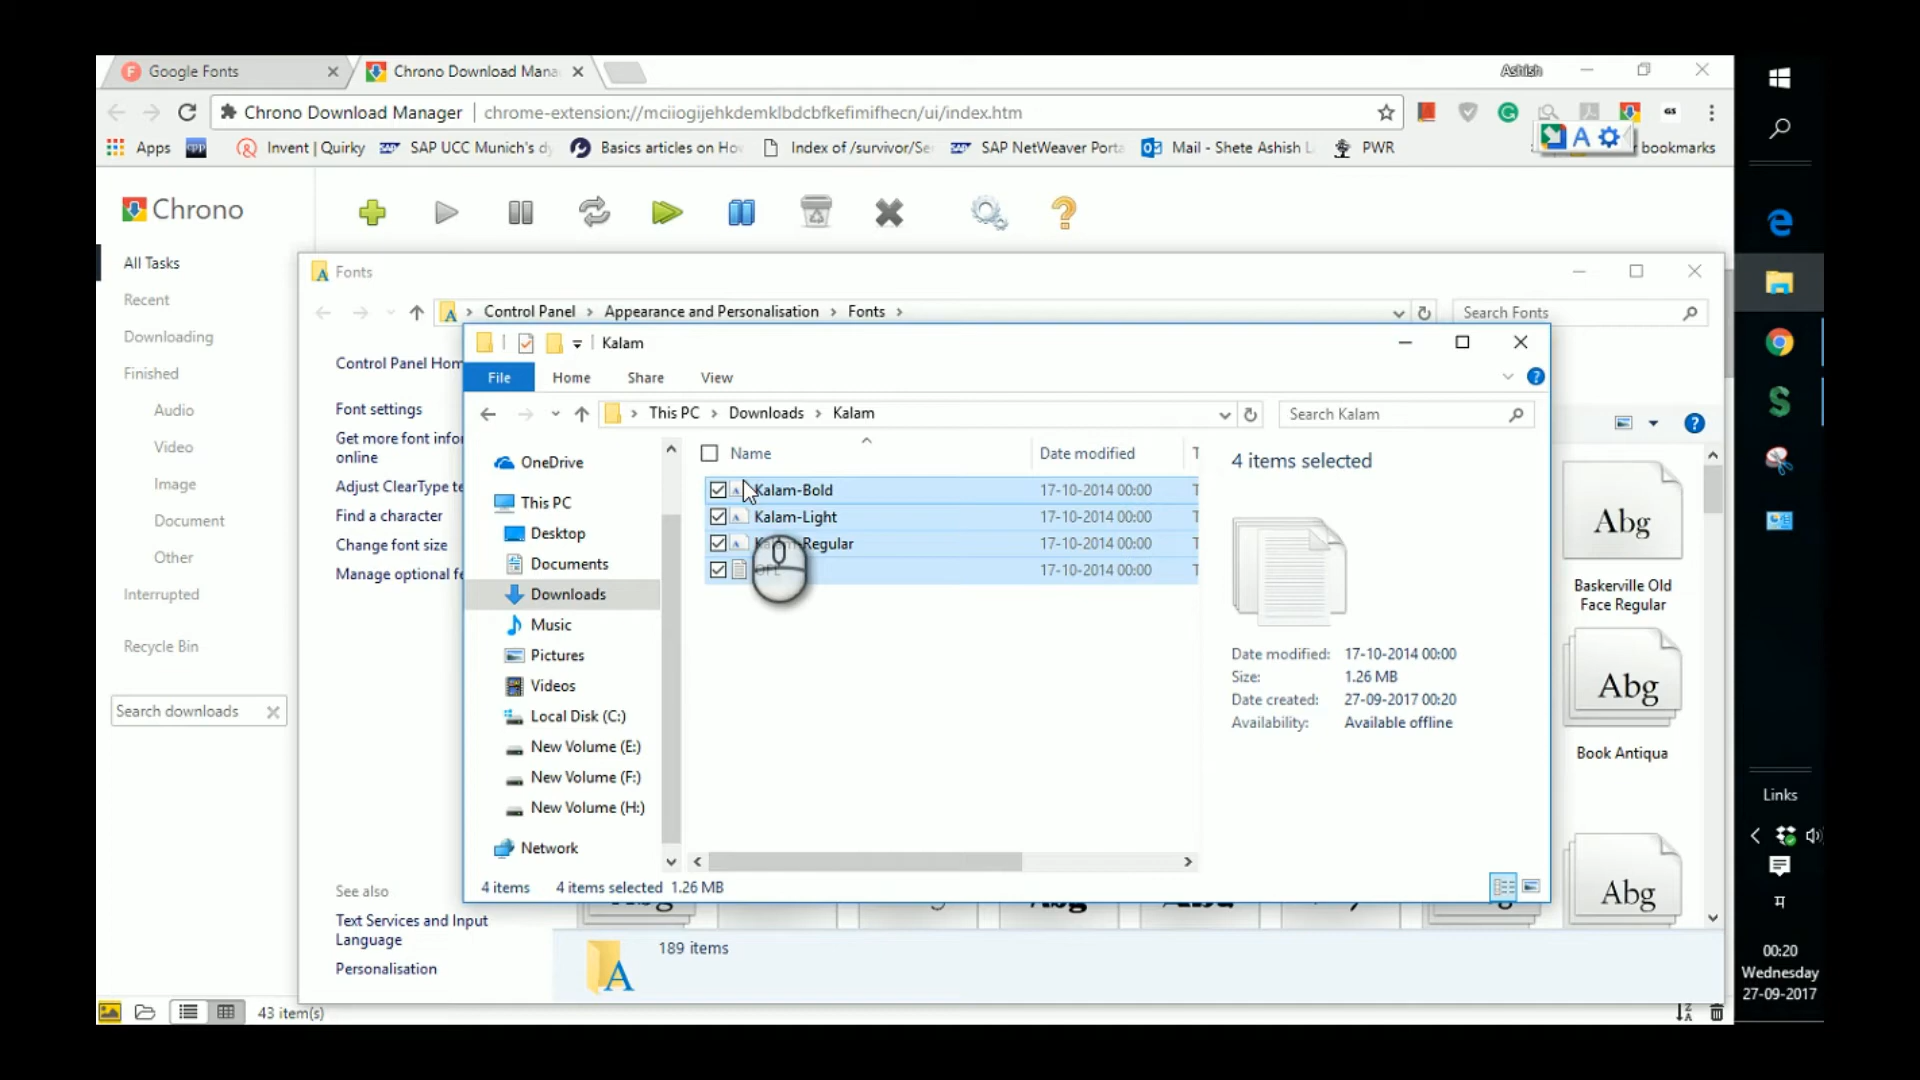 Google Fonts
Chrono Download Mana
Ashish
Chrono Download Manager
chrome-extension://mciiogijehkdemklbdcbfkefimifhecn/ui/index.htm
GS
Apps
Invent | Quirky
SAP UCC Munich's dy
Basics articles on Ho
Index of /survivor/Se
SAP NetWeaver Porta
Mail - Shete Ashish L
PWR
bookmarks
Chrono
All Tasks
Recent
Downloading
Finished
Audio
Video
Image
Document
Other
Interrupted
Recycle Bin
Search downloads
43 item(s)
Fonts
Control Panel > Appearance and Personalisation > Fonts >
Search Fonts
Control Panel Hom
Font settings
Get more font infor
online
Adjust ClearType te
Find a character
Change font size
Manage optional fe
See also
Text Services and Input
Language
Personalisation
Kalam
File
Home
Share
View
This PC > Downloads > Kalam
Search Kalam
OneDrive
This PC
Desktop
Documents
Downloads
Music
Pictures
Videos
Local Disk (C:)
New Volume (E:)
New Volume (F:)
New Volume (H:)
Network
Name
Date modified
T
Kalam-Bold
17-10-2014 00:00
T
Kalam-Light
17-10-2014 00:00
T
Regular
17-10-2014 00:00
T
17-10-2014 00:00
T
4 items selected
Date modified: 17-10-2014 00:00
Size: 1.26 MB
Date created: 27-09-2017 00:20
Availability: Available offline
4 items
4 items selected 1.26 MB
Abg
Baskerville Old
Face Regular
Abg
Book Antiqua
Abg
189 items
Links
म
00:20
Wednesday
27-09-2017